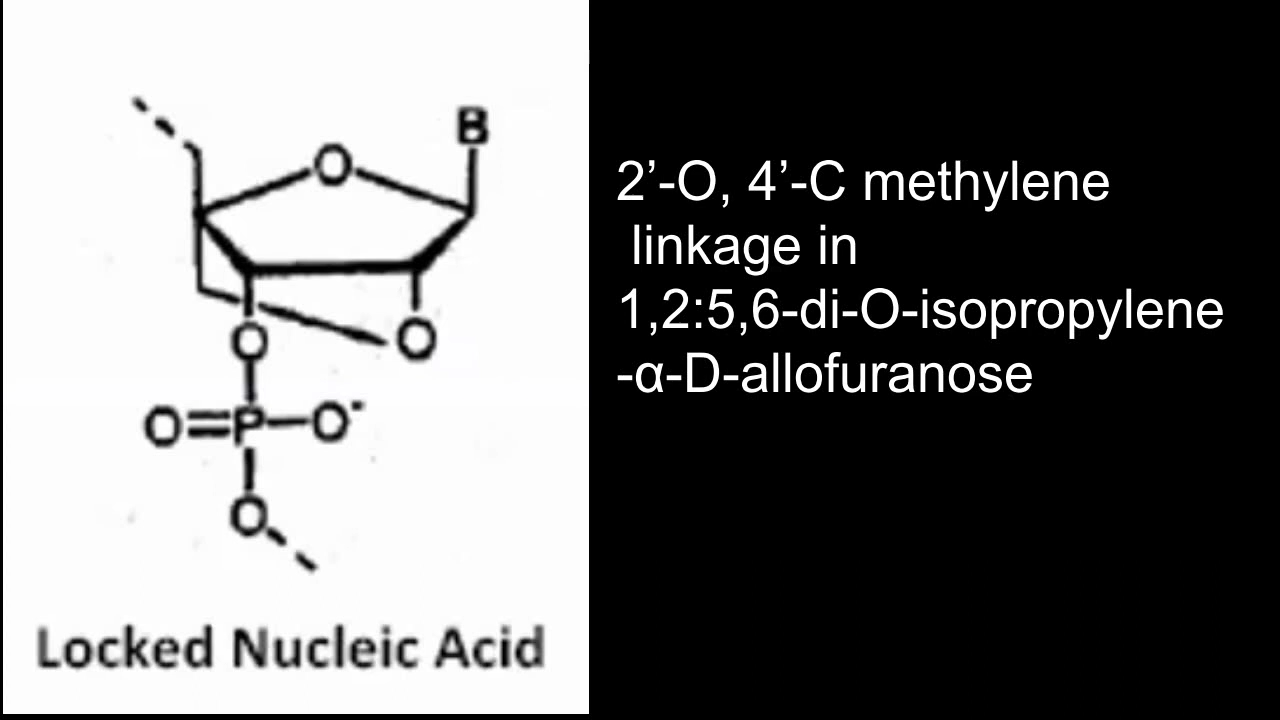 B
O
O
O
O=P-O-
O
Locked Nucleic Acid
2’-O, 4’-C methylene
linkage in
1,2:5,6-di-O-isopropylene
-α-D-allofuranose